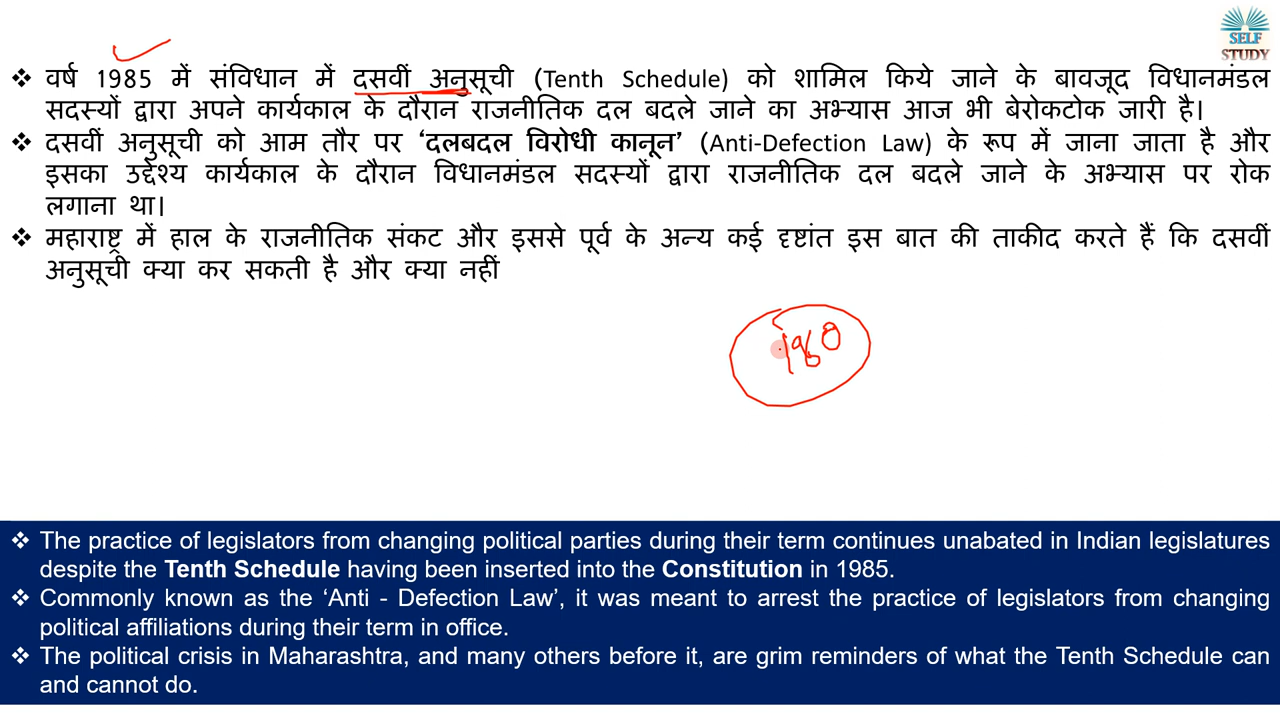 SELF
STUDY
❖ वर्ष 1985 में संविधान में दसवीं अनुसूची (Tenth Schedule) को शामिल किये जाने के बावजूद विधानमंडल
सदस्यों द्वारा अपने कार्यकाल के दौरान राजनीतिक दल बदले जाने का अभ्यास आज भी बेरोकटोक जारी है।
❖ दसवीं अनुसूची को आम तौर पर ‘दलबदल विरोधी कानून’ (Anti-Defection Law) के रूप में जाना जाता है और
इसका उद्देश्य कार्यकाल के दौरान विधानमंडल सदस्यों द्वारा राजनीतिक दल बदले जाने के अभ्यास पर रोक
लगाना था।
❖ महाराष्ट्र में हाल के राजनीतिक संकट और इससे पूर्व के अन्य कई दृष्टांत इस बात की ताकीद करते हैं कि दसवीं
अनुसूची क्या कर सकती है और क्या नहीं
❖ The practice of legislators from changing political parties during their term continues unabated in Indian legislatures
despite the Tenth Schedule having been inserted into the Constitution in 1985.
❖ Commonly known as the ‘Anti - Defection Law’, it was meant to arrest the practice of legislators from changing
political affiliations during their term in office.
❖ The political crisis in Maharashtra, and many others before it, are grim reminders of what the Tenth Schedule can
and cannot do.